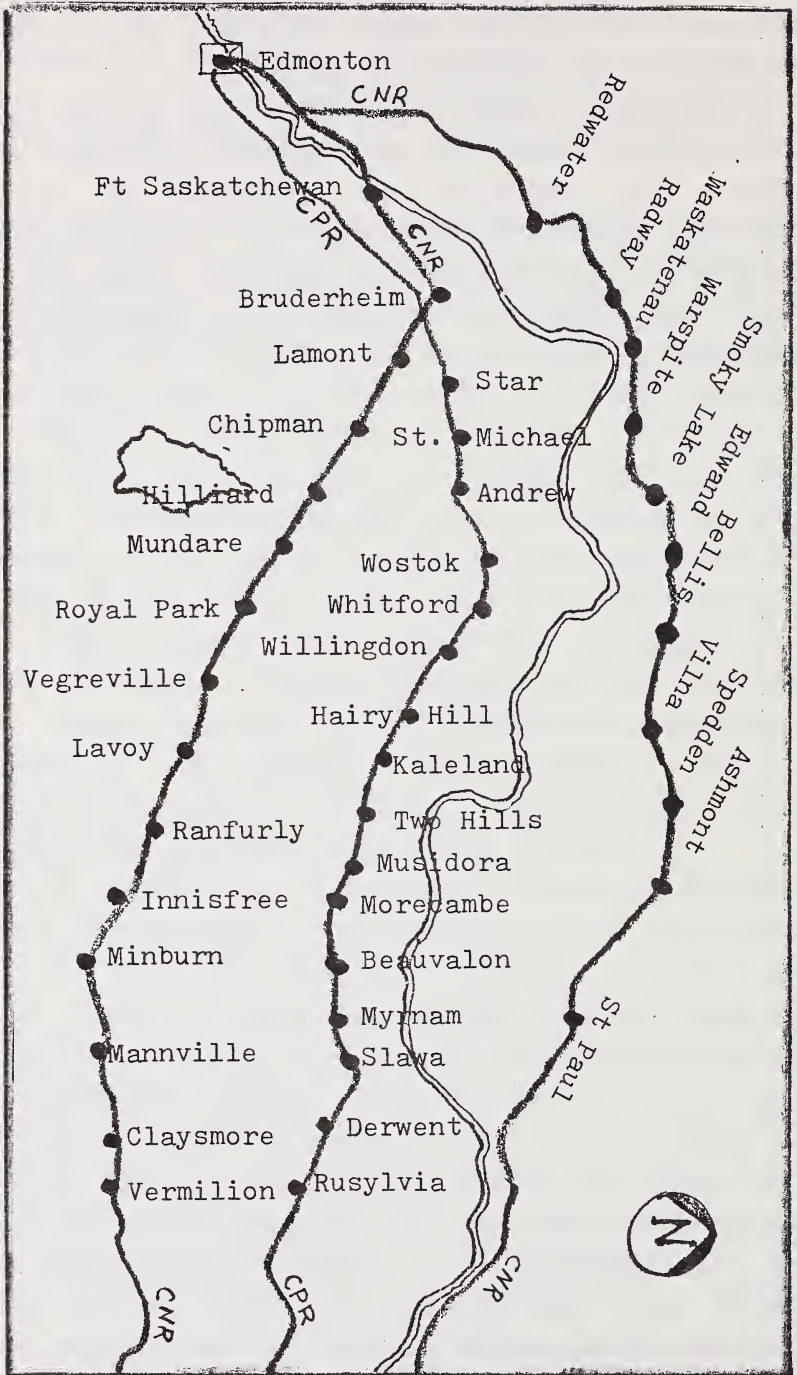 Edmonton
CNR
Redwater
Ft Saskatchewan
CPR
CNR
Radway
Waskatenau
Warspite
Smoky Lake
Edwand
Bellis
Vilna
Spedden
Ashmont
St Paul
Bruderheim
Lamont
Star
Chipman
St. Michael
Hilliard
Andrew
Mundare
Wostok
Royal Park
Whitford
Willingdon
Vegreville
Hairy Hill
Lavoy
Kaleland
Ranfurly
Two Hills
Musidora
Innisfree
Morecambe
Minburn
Beauvalon
Myrnam
Mannville
Slawa
Claysmore
Derwent
Vermilion
Rusylvia
N
CNR
CPR
CNR